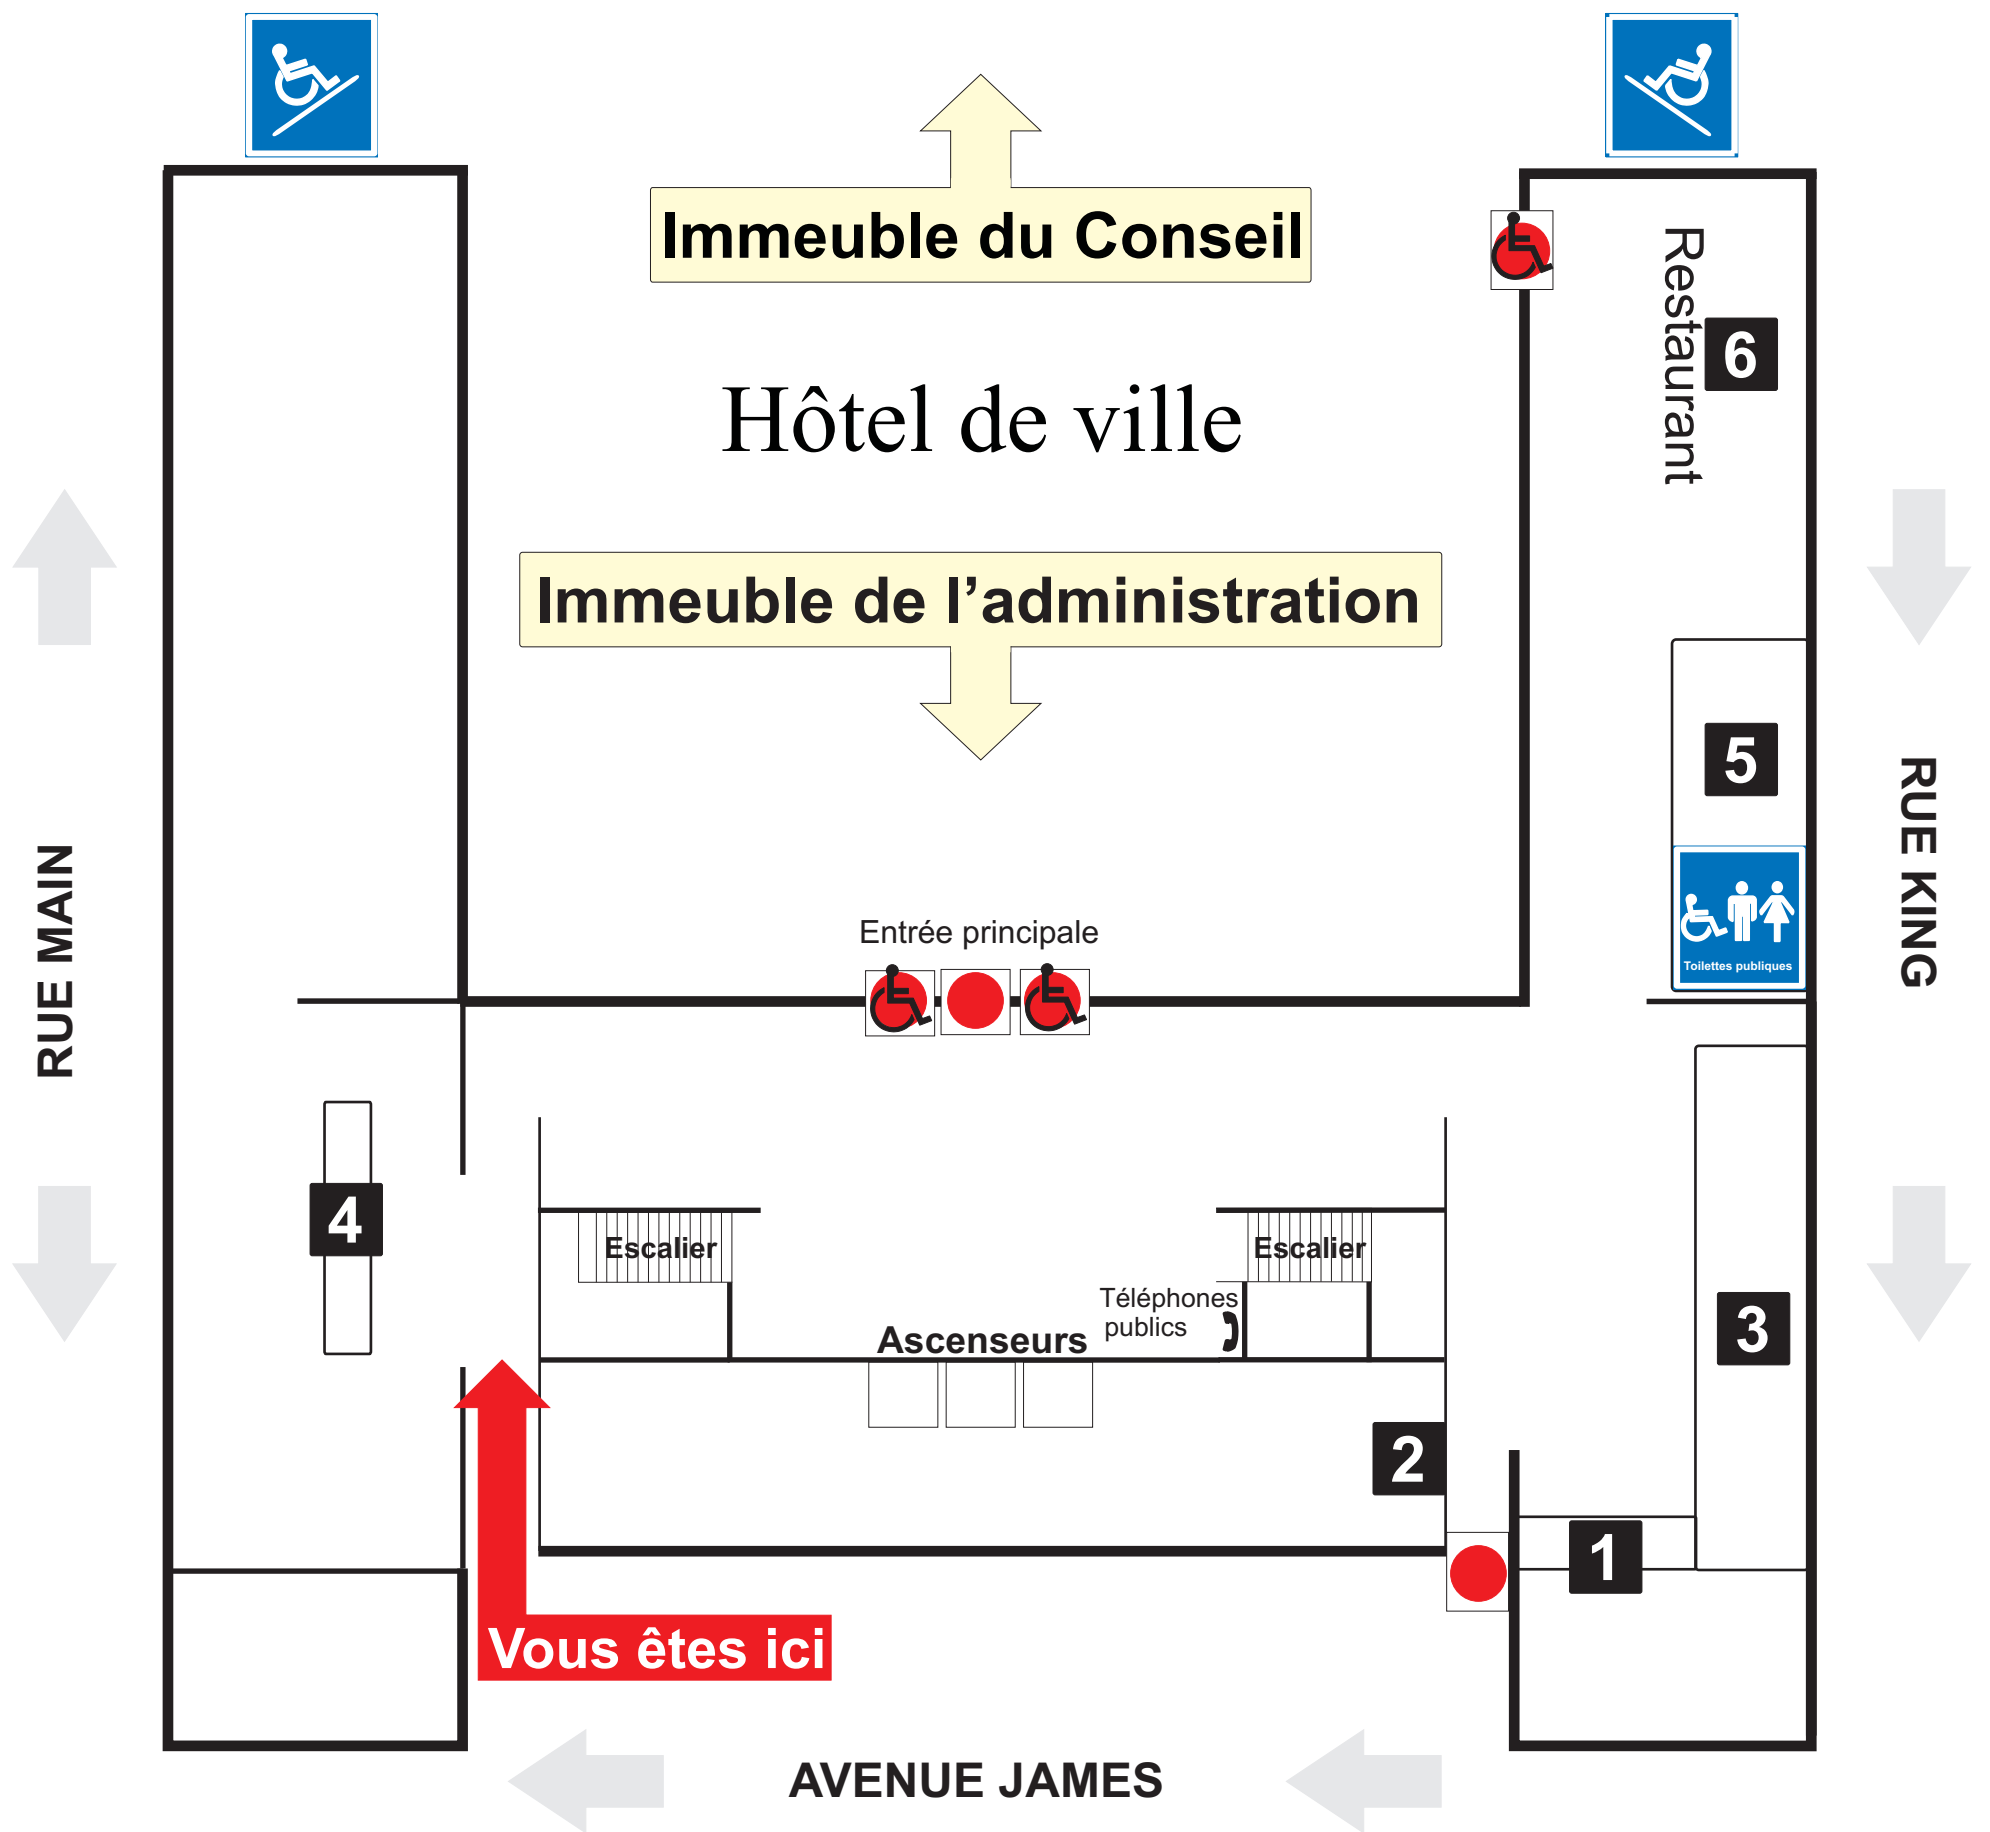 Immeuble du Conseil
Restaurant
6
Hôtel de ville
Immeuble de l’administration
5
RUE MAIN
RUE KING
Entrée principale
Toilettes publiques
4
Escalier
Escalier
Téléphones
publics
Ascenseurs
3
2
1
Vous êtes ici
AVENUE JAMES